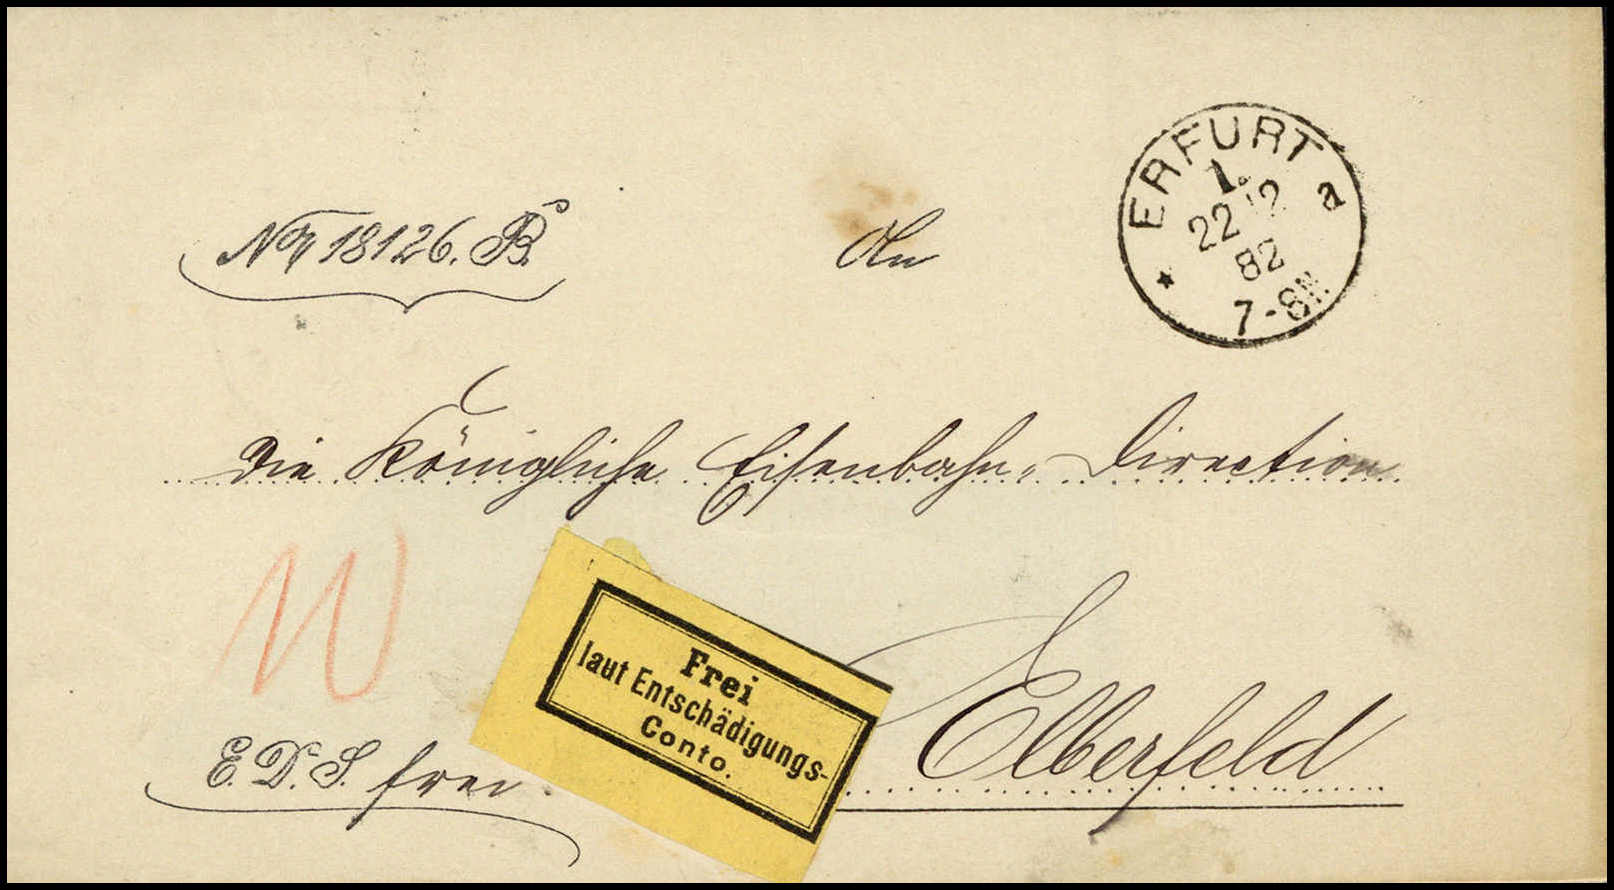 ERFURT
1. a
22 12
82
7-8N.
No 18126. B.
An
die Königliche Eisenbahn-Direction
Elberfeld
Frei
laut Entschädigungs-
Conto.
E. D. S. frei.